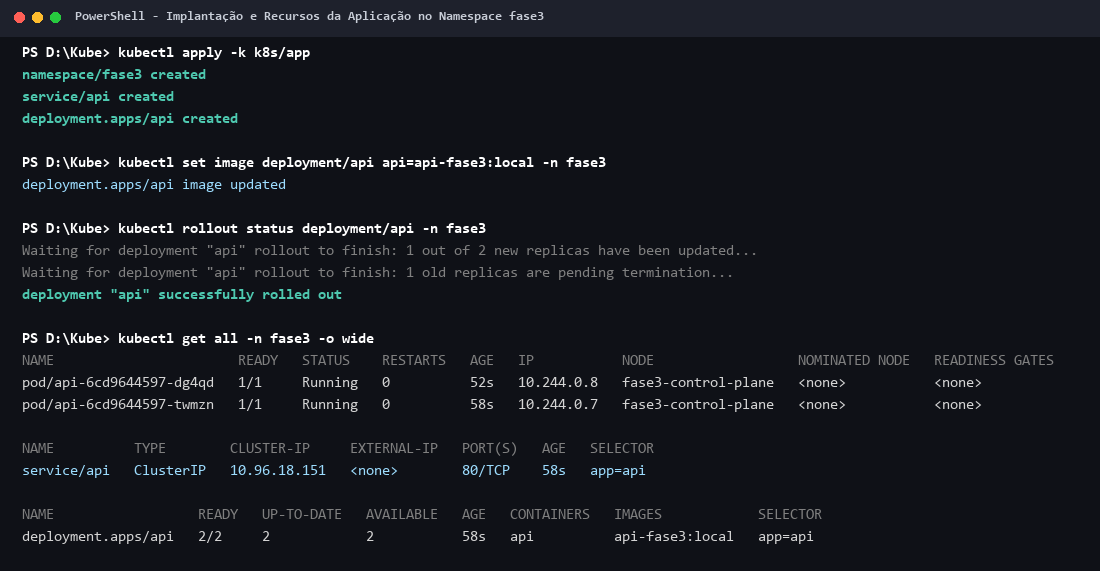 PowerShell - Implantação e Recursos da Aplicação no Namespace fase3
PS D:\Kube> kubectl apply -k k8s/app
namespace/fase3 created
service/api created
deployment.apps/api created
PS D:\Kube> kubectl set image deployment/api api=api-fase3:local -n fase3
deployment.apps/api image updated
PS D:\Kube> kubectl rollout status deployment/api -n fase3
Waiting for deployment "api" rollout to finish: 1 out of 2 new replicas have been updated...
Waiting for deployment "api" rollout to finish: 1 old replicas are pending termination...
deployment "api" successfully rolled out
PS D:\Kube> kubectl get all -n fase3 -o wide
NAME READY STATUS RESTARTS AGE IP NODE NOMINATED NODE READINESS GATES
pod/api-6cd9644597-dg4qd 1/1 Running 0 52s 10.244.0.8 fase3-control-plane <none> <none>
pod/api-6cd9644597-twmzn 1/1 Running 0 58s 10.244.0.7 fase3-control-plane <none> <none>
NAME TYPE CLUSTER-IP EXTERNAL-IP PORT(S) AGE SELECTOR
service/api ClusterIP 10.96.18.151 <none> 80/TCP 58s app=api
NAME READY UP-TO-DATE AVAILABLE AGE CONTAINERS IMAGES SELECTOR
deployment.apps/api 2/2 2 2 58s api api-fase3:local app=api